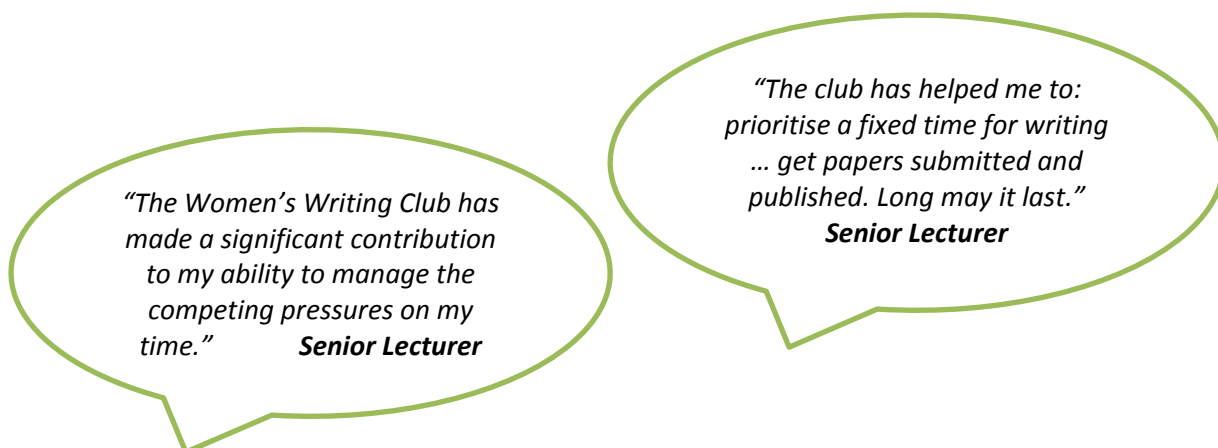 “The Women’s Writing Club has
made a significant contribution
to my ability to manage the
competing pressures on my
time.” Senior Lecturer
“The club has helped me to:
prioritise a fixed time for writing
… get papers submitted and
published. Long may it last.”
Senior Lecturer